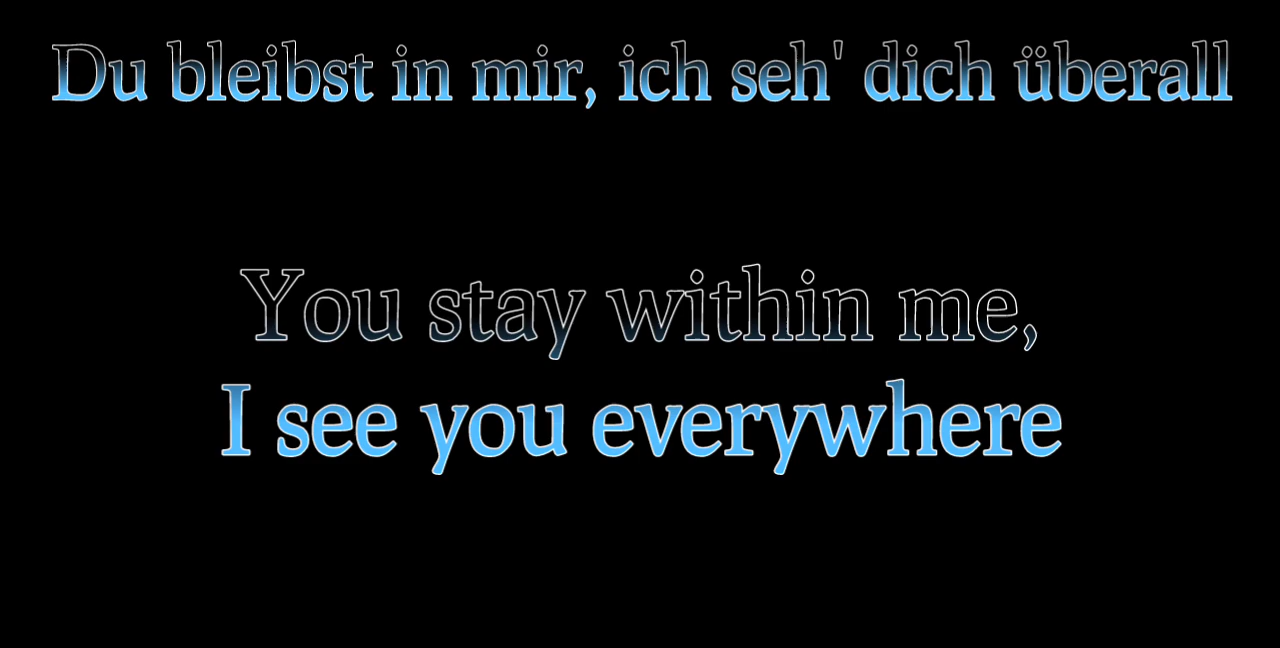 Du bleibst in mir, ich seh' dich überall
You stay within me,
I see you everywhere